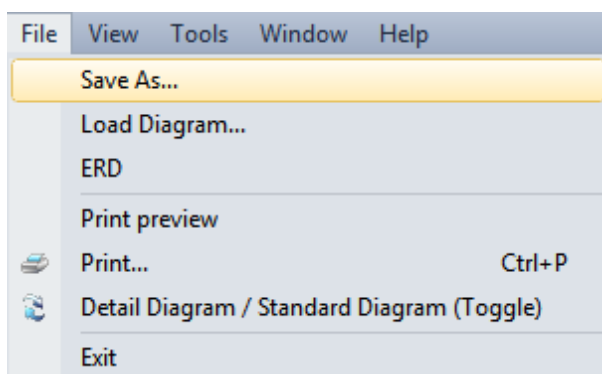 File View Tools Window Help
Save As...
Load Diagram...
ERD
Print preview
Print... Ctrl+P
Detail Diagram / Standard Diagram (Toggle)
Exit